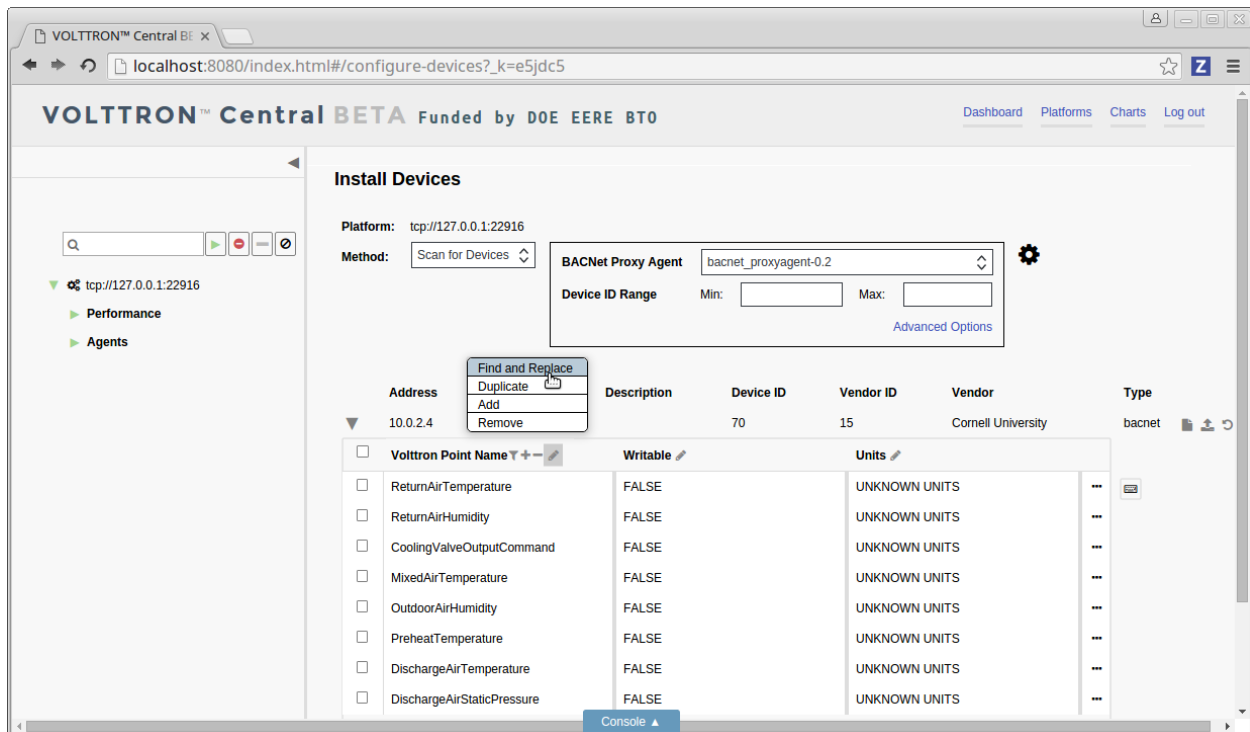 VOLTTRON™ Central BE
localhost:8080/index.html#/configure-devices?_k=e5jdc5
Z
VOLTTRON™ Central BETA Funded by DOE EERE BTO
Dashboard Platforms Charts Log out
Install Devices
Platform: tcp://127.0.0.1:22916
Method: Scan for Devices
BACNet Proxy Agent bacnet_proxyagent-0.2
Device ID Range Min: Max:
Advanced Options
tcp://127.0.0.1:22916
Performance
Agents
Find and Replace
Duplicate
Add
Remove
Address Description Device ID Vendor ID Vendor Type
10.0.2.4 70 15 Cornell University bacnet
Volttron Point Name Writable Units
ReturnAirTemperature FALSE UNKNOWN UNITS
ReturnAirHumidity FALSE UNKNOWN UNITS
CoolingValveOutputCommand FALSE UNKNOWN UNITS
MixedAirTemperature FALSE UNKNOWN UNITS
OutdoorAirHumidity FALSE UNKNOWN UNITS
PreheatTemperature FALSE UNKNOWN UNITS
DischargeAirTemperature FALSE UNKNOWN UNITS
DischargeAirStaticPressure FALSE UNKNOWN UNITS
Console ▲